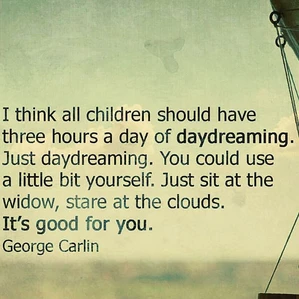 I think all children should have
three hours a day of daydreaming.
Just daydreaming. You could use
a little bit yourself. Just sit at the
widow, stare at the clouds.
It's good for you.
George Carlin